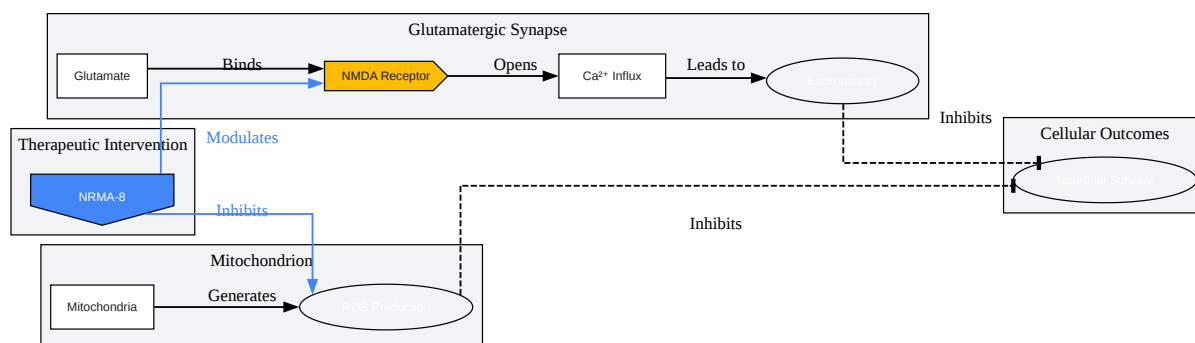 Glutamatergic Synapse
Glutamate
Binds
NMDA Receptor
Opens
Ca²⁺ Influx
Leads to
Excitotoxicity
Inhibits
Therapeutic Intervention
Modulates
NRMA-8
Inhibits
Cellular Outcomes
Neuronal Survival
Inhibits
Mitochondrion
Mitochondria
Generates
ROS Production